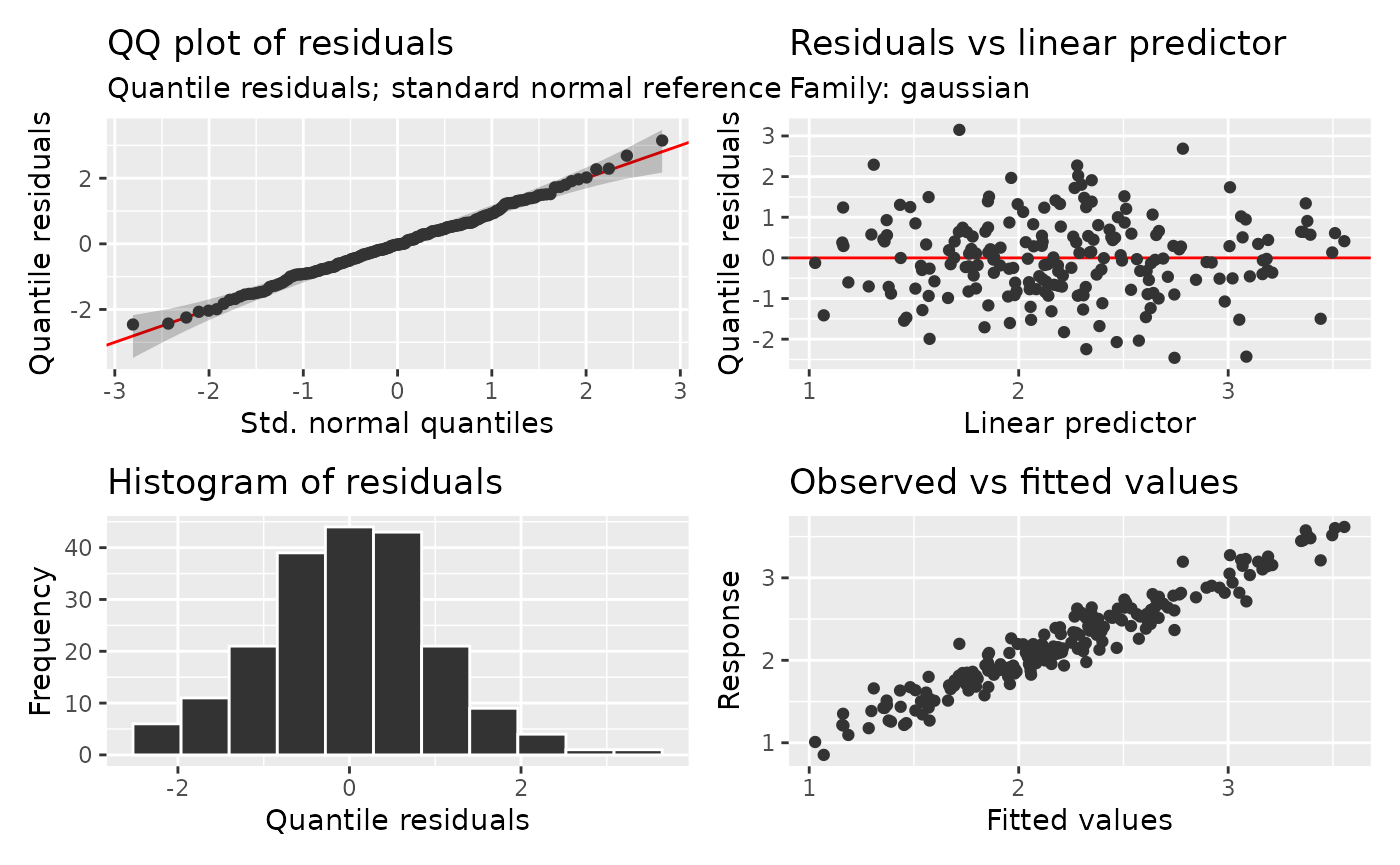 QQ plot of residuals
Quantile residuals; standard normal reference
Quantile residuals
2
0
-2
-3 -2 -1 0 1 2 3
Std. normal quantiles
Residuals vs linear predictor
Family: gaussian
Quantile residuals
3
2
1
0
-1
-2
1 2 3
Linear predictor
Histogram of residuals
Frequency
40
30
20
10
0
-2 0 2
Quantile residuals
Observed vs fitted values
Response
3
2
1
1 2 3
Fitted values